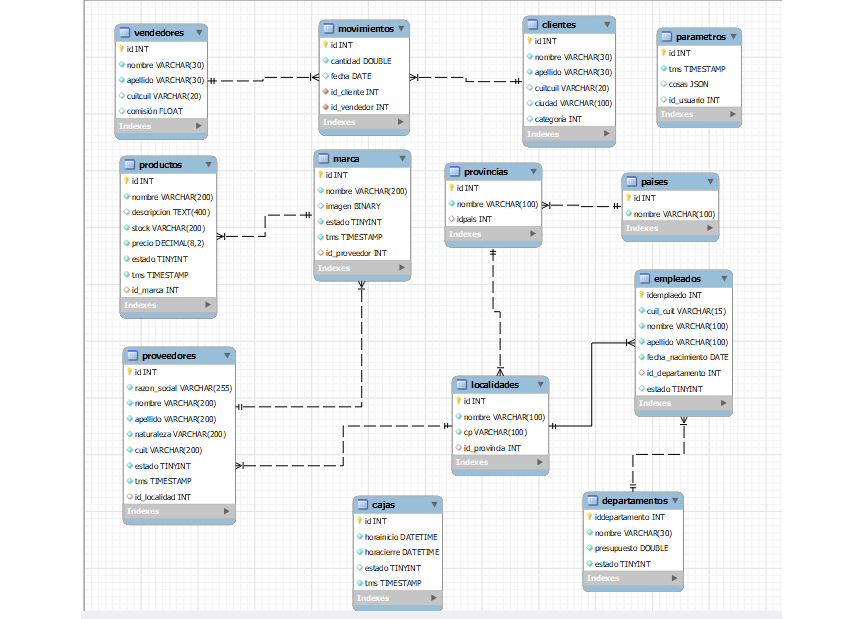 vendedores
id INT
nombre VARCHAR(30)
apellido VARCHAR(30)
cuitcuil VARCHAR(20)
comisión FLOAT
Indexes
movimientos
id INT
cantidad DOUBLE
fecha DATE
id_cliente INT
id_vendedor INT
Indexes
clientes
id INT
nombre VARCHAR(30)
apellido VARCHAR(30)
cuitcuil VARCHAR(20)
ciudad VARCHAR(100)
categoría INT
Indexes
parametros
id INT
tms TIMESTAMP
cosas JSON
id_usuario INT
Indexes
productos
id INT
nombre VARCHAR(200)
descripcion TEXT(400)
stock VARCHAR(200)
precio DECIMAL(8,2)
estado TINYINT
tms TIMESTAMP
id_marca INT
Indexes
marca
id INT
nombre VARCHAR(200)
imagen BINARY
estado TINYINT
tms TIMESTAMP
id_proveedor INT
Indexes
provincias
id INT
nombre VARCHAR(100)
idpais INT
Indexes
paises
id INT
nombre VARCHAR(100)
Indexes
empleados
idemplaedo INT
cuil_cuit VARCHAR(15)
nombre VARCHAR(100)
apellido VARCHAR(100)
fecha_nacimiento DATE
id_departamento INT
estado TINYINT
Indexes
proveedores
id INT
razon_social VARCHAR(255)
nombre VARCHAR(200)
apellido VARCHAR(200)
naturaleza VARCHAR(200)
cuit VARCHAR(200)
estado TINYINT
tms TIMESTAMP
id_localidad INT
Indexes
localidades
id INT
nombre VARCHAR(100)
cp VARCHAR(100)
id_provincia INT
Indexes
cajas
id INT
horainicio DATETIME
horacierre DATETIME
estado TINYINT
tms TIMESTAMP
Indexes
departamentos
iddepartamento INT
nombre VARCHAR(30)
presupuesto DOUBLE
estado TINYINT
Indexes